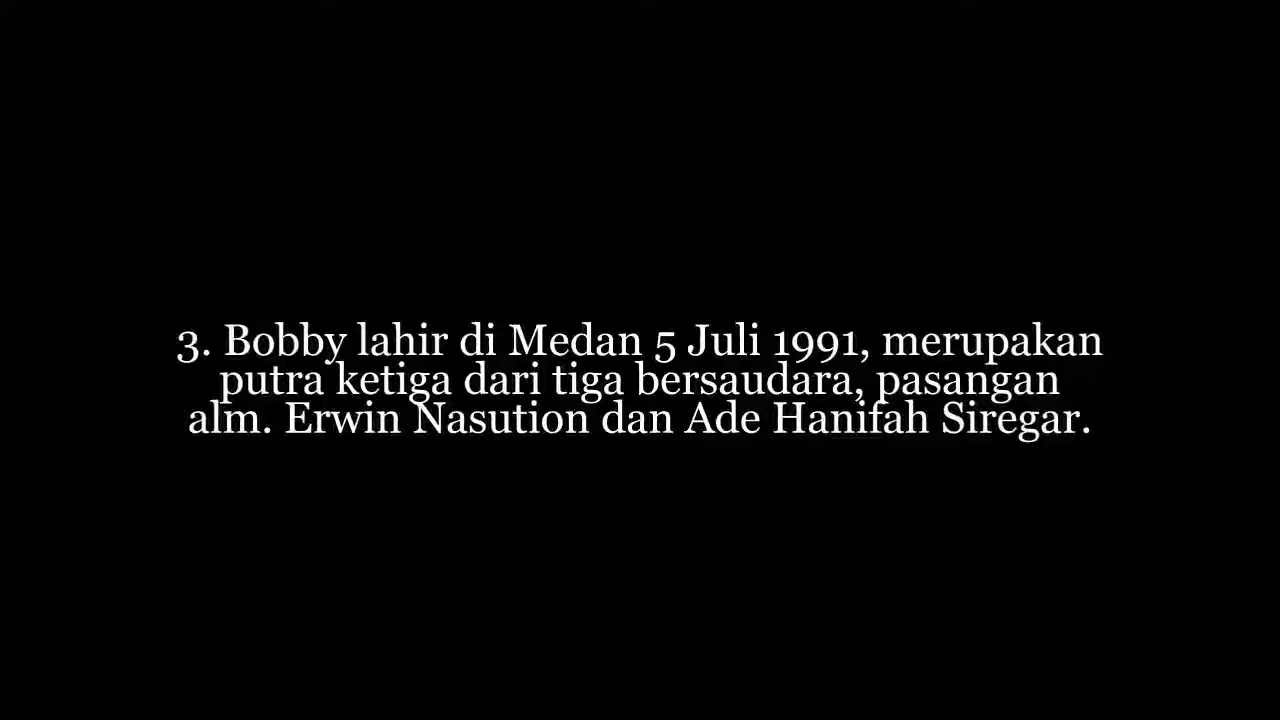 3. Bobby lahir di Medan 5 Juli 1991, merupakan
putra ketiga dari tiga bersaudara, pasangan
alm. Erwin Nasution dan Ade Hanifah Siregar.